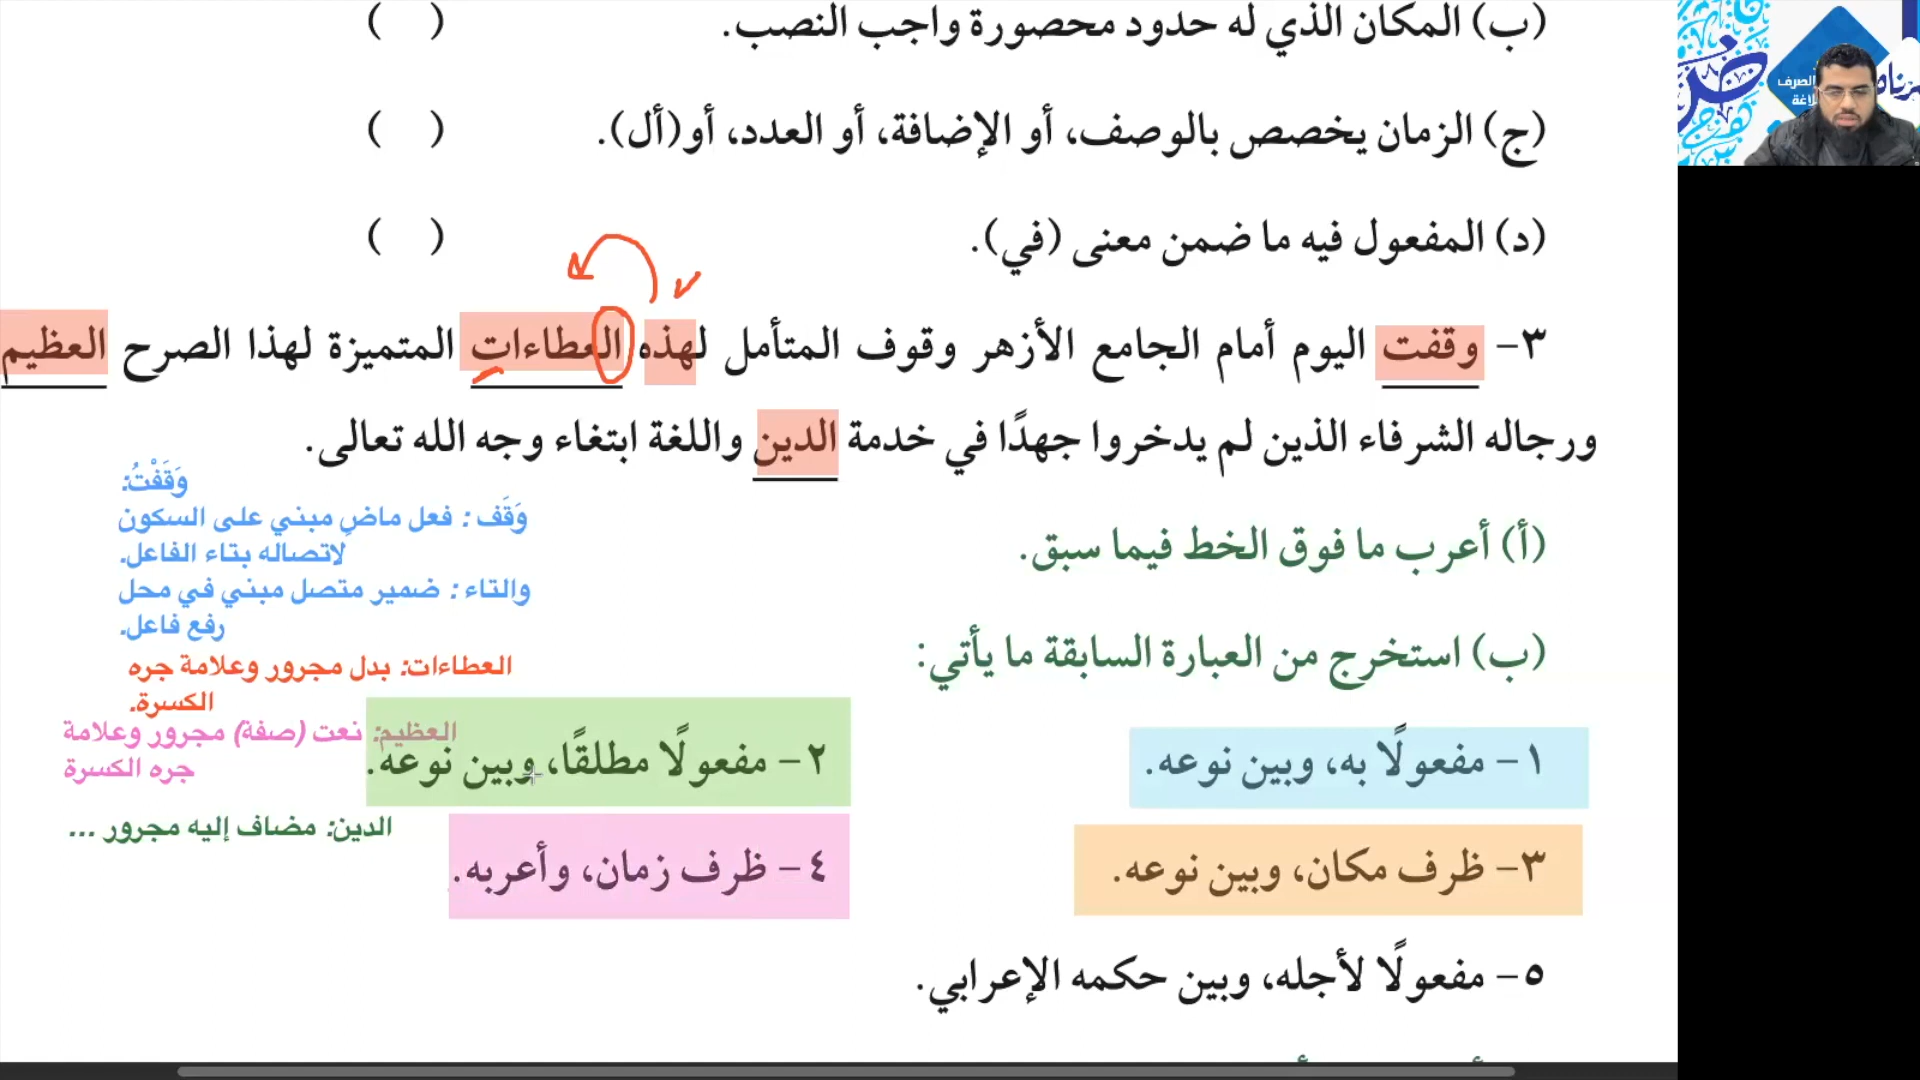 (ب) المكان الذي له حدود محصورة واجب النصب. ( )
(ج) الزمان يخصص بالوصف، أو الإضافة، أو العدد، أو(أل). ( )
(د) المفعول فيه ما ضمن معنى (في). ( )
٣- وقفت اليوم أمام الجامع الأزهر وقوف المتأمل لهذه العطاءات المتميزة لهذا الصرح العظيم
ورجاله الشرفاء الذين لم يدخروا جهدًا في خدمة الدين واللغة ابتغاء وجه الله تعالى.
وَقَفْتُ:
وَقَف : فعل ماضٍ مبني على السكون
لاتصاله بتاء الفاعل.
والتاء : ضمير متصل مبني في محل
رفع فاعل.
العطاءات: بدل مجرور وعلامة جره
الكسرة.
العظيم: نعت (صفة) مجرور وعلامة
جره الكسرة
الدين: مضاف إليه مجرور ...
(أ) أعرب ما فوق الخط فيما سبق.
(ب) استخرج من العبارة السابقة ما يأتي:
١- مفعولًا به، وبين نوعه.
٢- مفعولًا مطلقًا، وبين نوعه.
٣- ظرف مكان، وبين نوعه.
٤- ظرف زمان، وأعربه.
٥- مفعولًا لأجله، وبين حكمه الإعرابي.
ض
الصرف